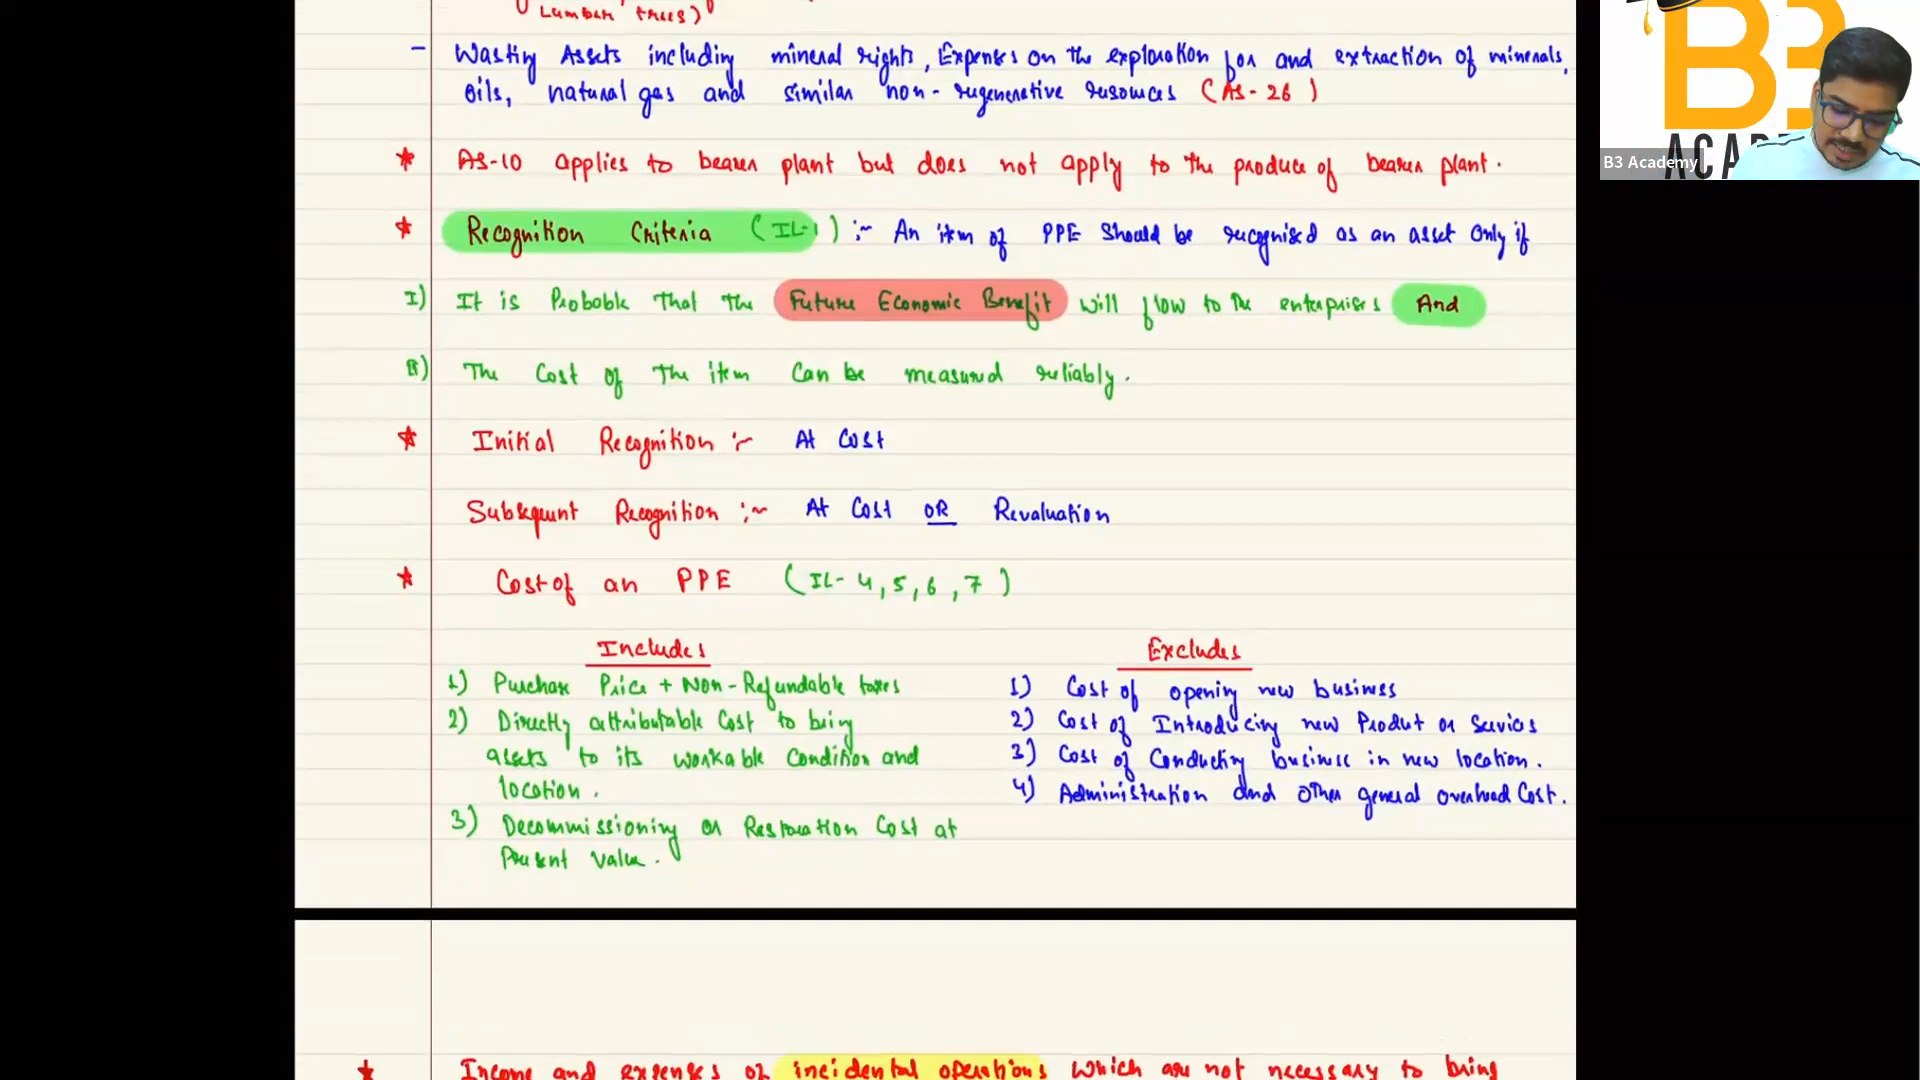 Lumber trees)
- Wasting Assets including mineral rights, Expenses on the exploration for and extraction of minerals,
oils, natural gas and similar non-regenerative resources (AS-26)
★ AS-10 applies to bearer plant but does not apply to the produce of bearer plant.
★ Recognition Criteria (IL-1) :- An item of PPE should be recognised as an asset only if
I) It is Probable that the Future Economic Benefit will flow to the enterprises And
II) The Cost of the item can be measured reliably.
★ Initial Recognition :- At Cost
Subsequent Recognition :- At Cost OR Revaluation
★ Cost of an PPE (IL-4,5,6,7)
Includes
1) Purchase Price + Non-Refundable taxes
2) Directly attributable Cost to being
assets to its workable Condition and
location.
3) Decommissioning or Restoration Cost at
Present value.
Excludes
1) Cost of opening new business
2) Cost of Introducing new Product or Services
3) Cost of Conducting business in new location.
4) Administration and other general overhead Cost.
★ Income and expenses of incidental operations which are not necessary to bring
B3
ACAD
B3 Academy